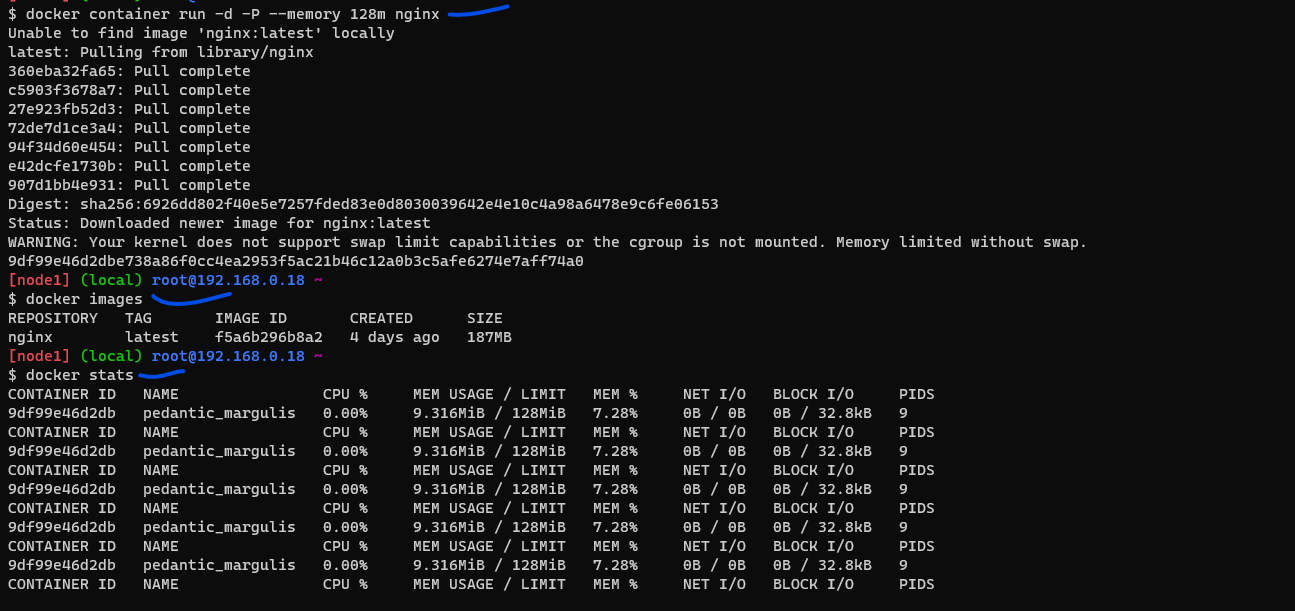 $ docker container run -d -P --memory 128m nginx
Unable to find image 'nginx:latest' locally
latest: Pulling from library/nginx
360eba32fa65: Pull complete
c5903f3678a7: Pull complete
27e923fb52d3: Pull complete
72de7d1ce3a4: Pull complete
94f34d60e454: Pull complete
e42dcfe1730b: Pull complete
907d1bb4e931: Pull complete
Digest: sha256:6926dd802f40e5e7257fded83e0d8030039642e4e10c4a98a6478e9c6fe06153
Status: Downloaded newer image for nginx:latest
WARNING: Your kernel does not support swap limit capabilities or the cgroup is not mounted. Memory limited without swap.
9df99e46d2dbe738a86f0cc4ea2953f5ac21b46c12a0b3c5afe6274e7aff74a0
[node1] (local) root@192.168.0.18 ~
$ docker images
REPOSITORY   TAG       IMAGE ID       CREATED      SIZE
nginx        latest    f5a6b296b8a2   4 days ago   187MB
[node1] (local) root@192.168.0.18 ~
$ docker stats
CONTAINER ID   NAME                CPU %     MEM USAGE / LIMIT   MEM %     NET I/O   BLOCK I/O     PIDS
9df99e46d2db   pedantic_margulis   0.00%     9.316MiB / 128MiB   7.28%     0B / 0B   0B / 32.8kB   9
CONTAINER ID   NAME                CPU %     MEM USAGE / LIMIT   MEM %     NET I/O   BLOCK I/O     PIDS
9df99e46d2db   pedantic_margulis   0.00%     9.316MiB / 128MiB   7.28%     0B / 0B   0B / 32.8kB   9
CONTAINER ID   NAME                CPU %     MEM USAGE / LIMIT   MEM %     NET I/O   BLOCK I/O     PIDS
9df99e46d2db   pedantic_margulis   0.00%     9.316MiB / 128MiB   7.28%     0B / 0B   0B / 32.8kB   9
CONTAINER ID   NAME                CPU %     MEM USAGE / LIMIT   MEM %     NET I/O   BLOCK I/O     PIDS
9df99e46d2db   pedantic_margulis   0.00%     9.316MiB / 128MiB   7.28%     0B / 0B   0B / 32.8kB   9
CONTAINER ID   NAME                CPU %     MEM USAGE / LIMIT   MEM %     NET I/O   BLOCK I/O     PIDS
9df99e46d2db   pedantic_margulis   0.00%     9.316MiB / 128MiB   7.28%     0B / 0B   0B / 32.8kB   9
CONTAINER ID   NAME                CPU %     MEM USAGE / LIMIT   MEM %     NET I/O   BLOCK I/O     PIDS